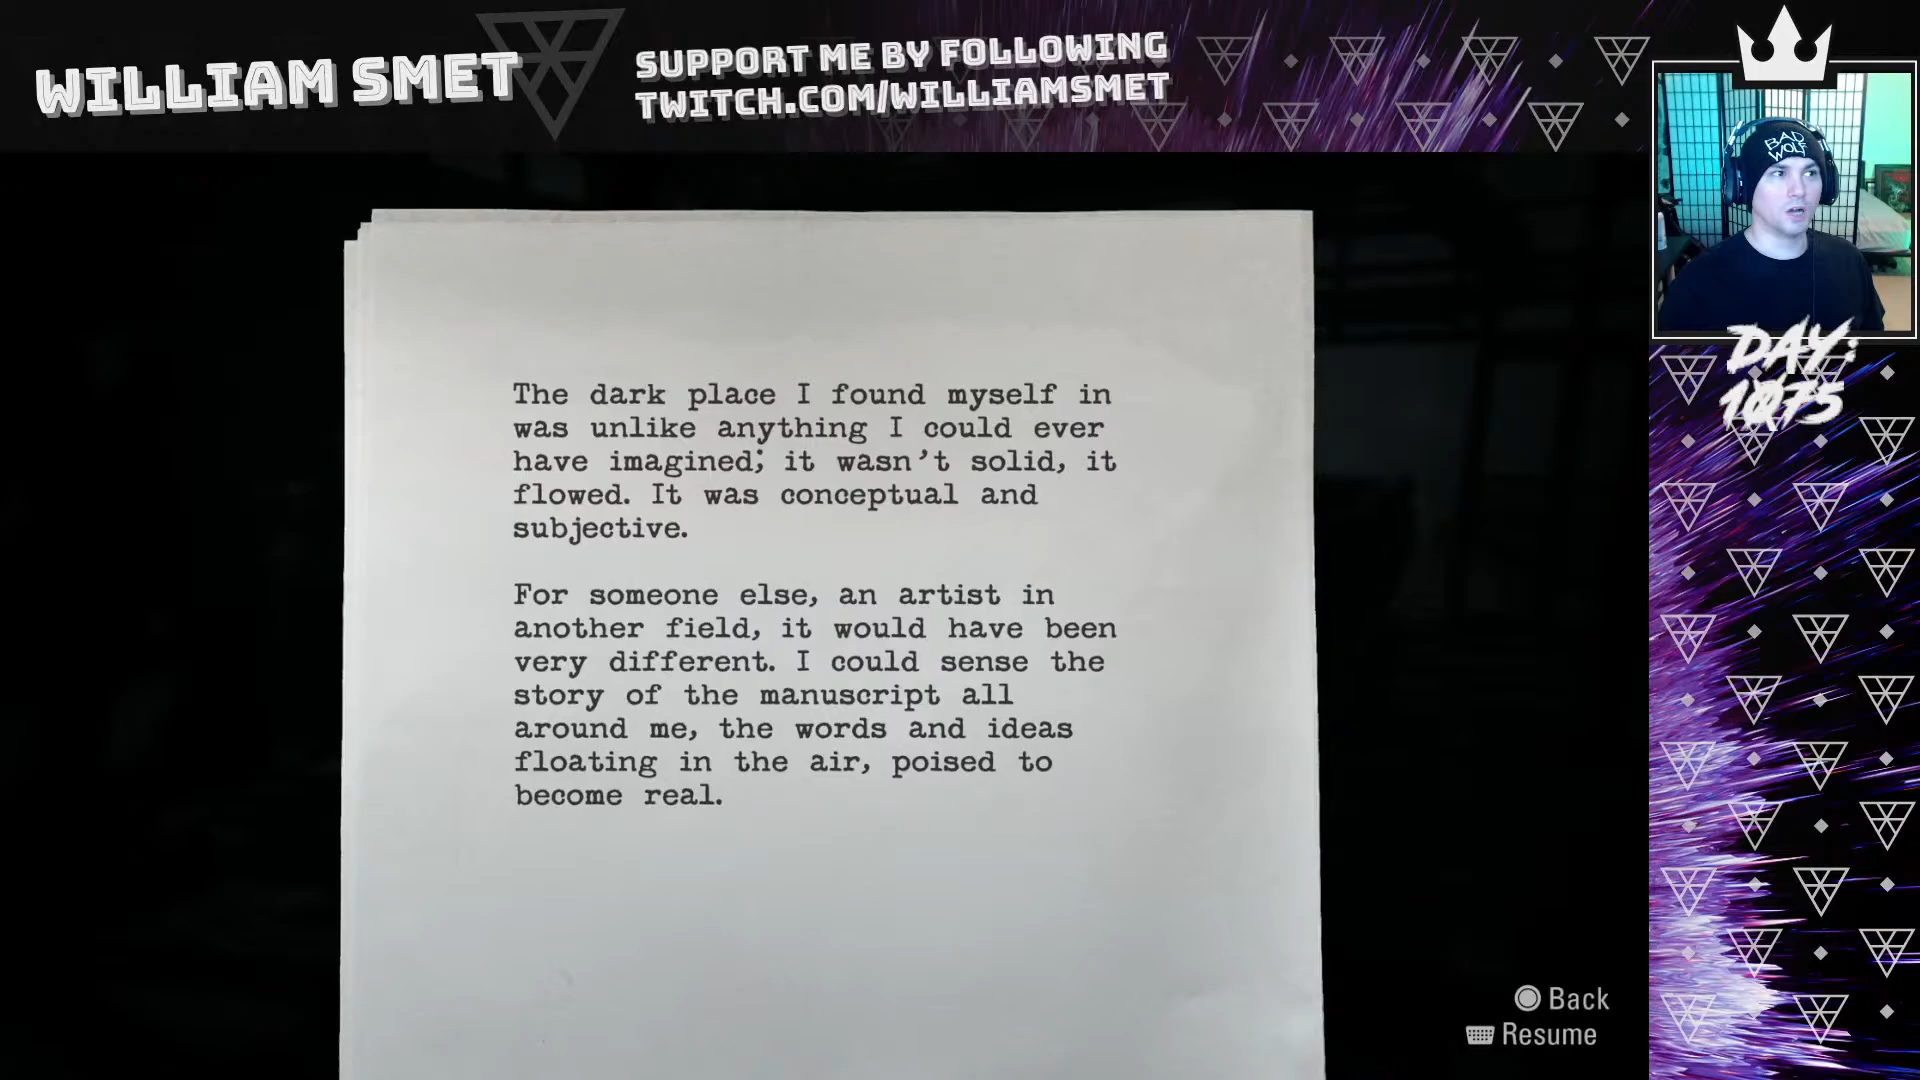 WILLIAM SMET
SUPPORT ME BY FOLLOWING
TWITCH.COM/WILLIAMSMET
BAD
WOLF
DAY:
1075
The dark place I found myself in
was unlike anything I could ever
have imagined; it wasn't solid, it
flowed. It was conceptual and
subjective.
For someone else, an artist in
another field, it would have been
very different. I could sense the
story of the manuscript all
around me, the words and ideas
floating in the air, poised to
become real.
Back
Resume